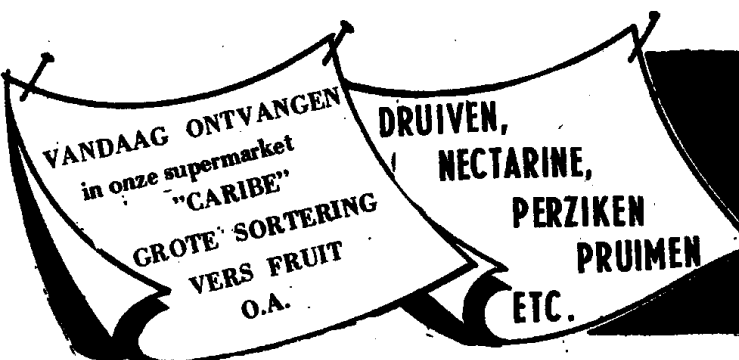 VANDAAG ONTVANGEN
in onze supermarket
"CARIBE"
GROTE SORTERING
VERS FRUIT
O.A.
DRUIVEN,
NECTARINE,
PERZIKEN
PRUIMEN
ETC.